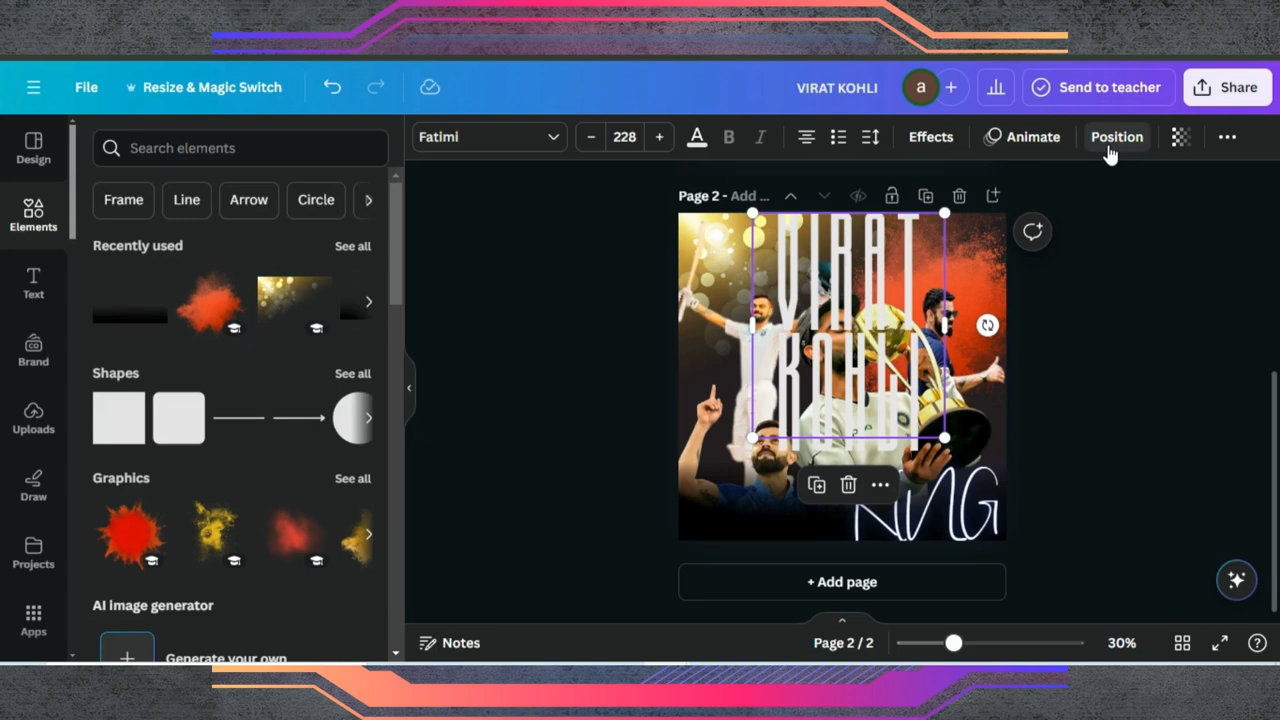 File
Resize & Magic Switch
VIRAT KOHLI
a
+
Send to teacher
Share
Design
Elements
Text
Brand
Uploads
Draw
Projects
Apps
Search elements
Frame
Line
Arrow
Circle
Recently used
See all
Shapes
See all
Graphics
See all
AI image generator
Generate your own
Fatimi
– 228 +
A B I
Effects
Animate
Position
Page 2 - Add ...
VIRAT
KOHLI
+ Add page
Notes
Page 2 / 2
30%